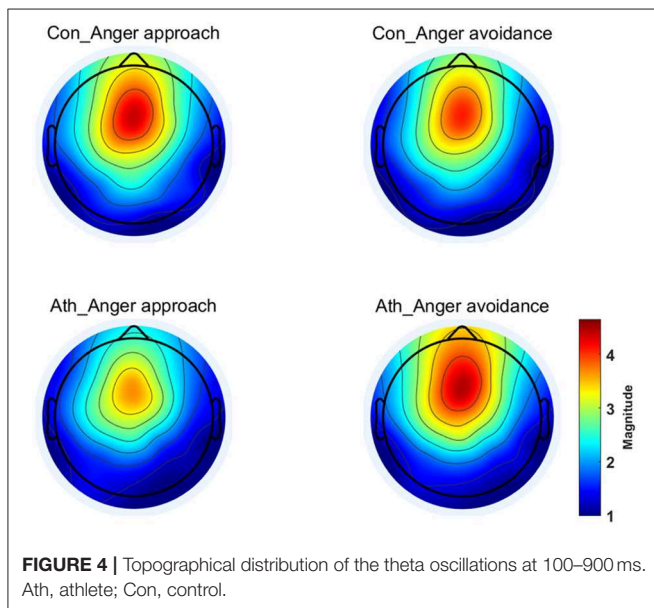 Con_Anger approach
Con_Anger avoidance
Ath_Anger approach
Ath_Anger avoidance
4
3
2
1
Magnitude
FIGURE 4 | Topographical distribution of the theta oscillations at 100–900 ms.
Ath, athlete; Con, control.